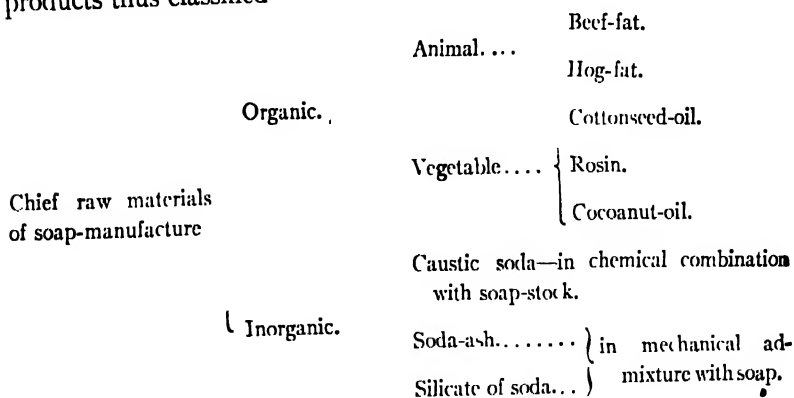 products thus classified
Beef-fat.
Animal....
Hog-fat.
Organic.
Cottonseed-oil.
Vegetable.... { Rosin.
Cocoanut-oil.
Chief raw materials
of soap-manufacture
Caustic soda—in chemical combination
with soap-stock.
Inorganic.
Soda-ash........ } in mechanical ad-
Silicate of soda... } mixture with soap.